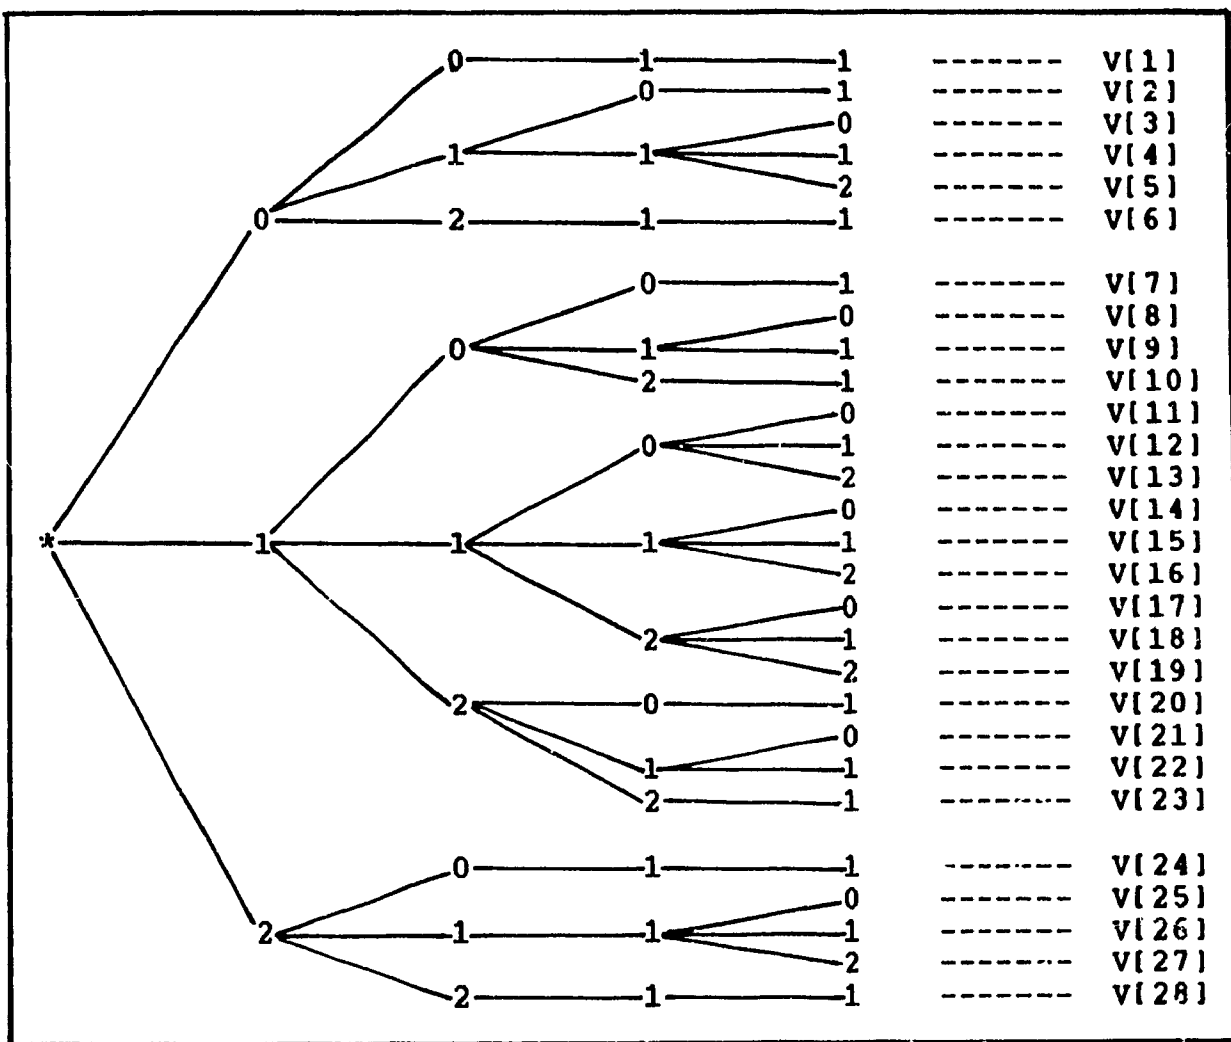 0 1 1 ------- V[1]
0 1 ------- V[2]
0 ------- V[3]
1 1 1 ------- V[4]
2 ------- V[5]
0 2 1 1 ------- V[6]
0 1 ------- V[7]
0 ------- V[8]
0 1 1 ------- V[9]
2 1 ------- V[10]
0 ------- V[11]
0 1 ------- V[12]
2 ------- V[13]
0 ------- V[14]
* 1 1 1 1 ------- V[15]
2 ------- V[16]
0 ------- V[17]
2 1 ------- V[18]
2 ------- V[19]
2 0 1 ------- V[20]
0 ------- V[21]
1 1 ------- V[22]
2 1 ------- V[23]
0 1 1 ------- V[24]
0 ------- V[25]
2 1 1 1 ------- V[26]
2 ------- V[27]
2 1 1 ------- V[28]